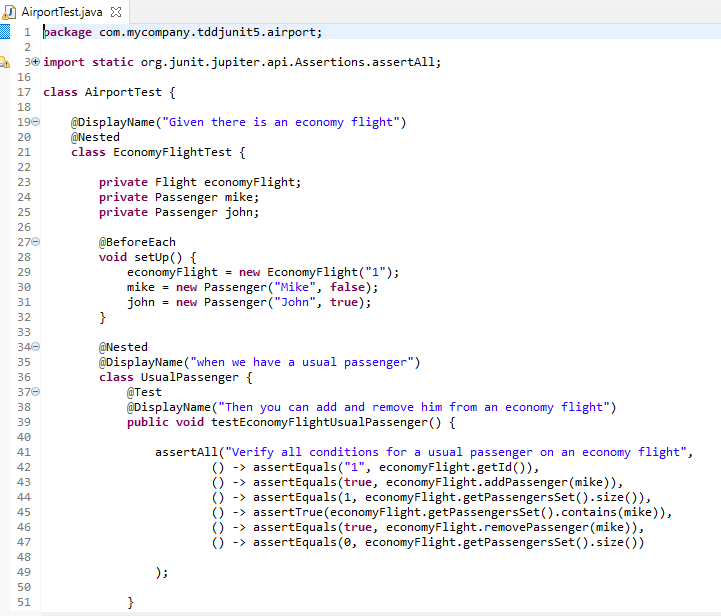 AirportTest.java
1 package com.mycompany.tddjunit5.airport;
2
3 import static org.junit.jupiter.api.Assertions.assertAll;
16
17 class AirportTest {
18
19     @DisplayName("Given there is an economy flight")
20     @Nested
21     class EconomyFlightTest {
22
23         private Flight economyFlight;
24         private Passenger mike;
25         private Passenger john;
26
27         @BeforeEach
28         void setUp() {
29             economyFlight = new EconomyFlight("1");
30             mike = new Passenger("Mike", false);
31             john = new Passenger("John", true);
32         }
33
34         @Nested
35         @DisplayName("when we have a usual passenger")
36         class UsualPassenger {
37             @Test
38             @DisplayName("Then you can add and remove him from an economy flight")
39             public void testEconomyFlightUsualPassenger() {
40
41                 assertAll("Verify all conditions for a usual passenger on an economy flight",
42                         () -> assertEquals("1", economyFlight.getId()),
43                         () -> assertEquals(true, economyFlight.addPassenger(mike)),
44                         () -> assertEquals(1, economyFlight.getPassengersSet().size()),
45                         () -> assertTrue(economyFlight.getPassengersSet().contains(mike)),
46                         () -> assertEquals(true, economyFlight.removePassenger(mike)),
47                         () -> assertEquals(0, economyFlight.getPassengersSet().size())
48
49                 );
50
51             }